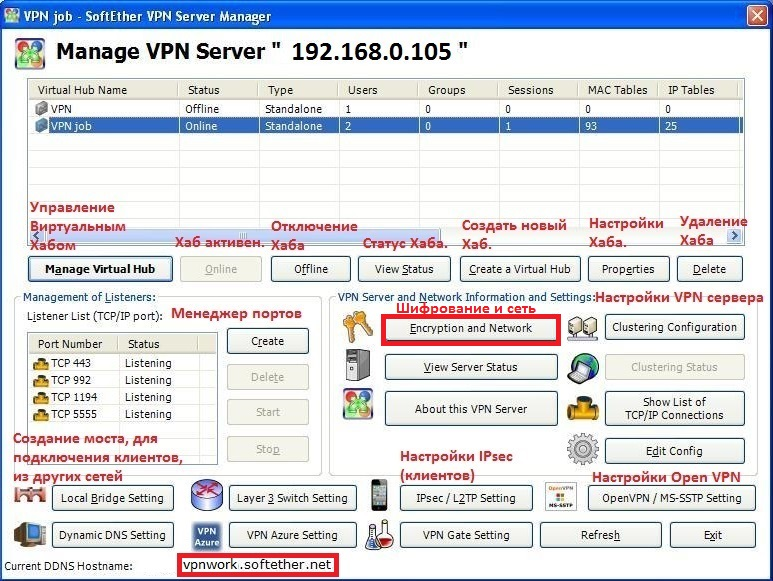 VPN job - SoftEther VPN Server Manager
Manage VPN Server " 192.168.0.105 "
Virtual Hub Name Status Type Users Groups Sessions MAC Tables IP Tables
VPN Offline Standalone 1 0 0 0 0
VPN job Online Standalone 2 0 1 93 25
Управление
Виртуальным
Хабом
Хаб активен.
Отключение
Хаба
Статус Хаба.
Создать новый
Хаб.
Настройки
Хаба.
Удаление
Хаба
Manage Virtual Hub Online Offline View Status Create a Virtual Hub Properties Delete
Management of Listeners:
Listener List (TCP/IP port):
Менеджер портов
Port Number Status
TCP 443 Listening
TCP 992 Listening
TCP 1194 Listening
TCP 5555 Listening
Create
Delete
Start
Stop
VPN Server and Network Information and Settings:
Настройки VPN сервера
Шифрование и сеть
Encryption and Network Clustering Configuration
View Server Status Clustering Status
About this VPN Server Show List of
TCP/IP Connections
Edit Config
Создание моста, для
подключения клиентов,
из других сетей
Настройки IPsec
(клиентов)
Настройки Open VPN
Local Bridge Setting Layer 3 Switch Setting IPsec / L2TP Setting OpenVPN MS-SSTP OpenVPN / MS-SSTP Setting
Dynamic DNS Setting VPN Azure VPN Azure Setting VPN Gate Setting Refresh Exit
Current DDNS Hostname: vpnwork.softether.net